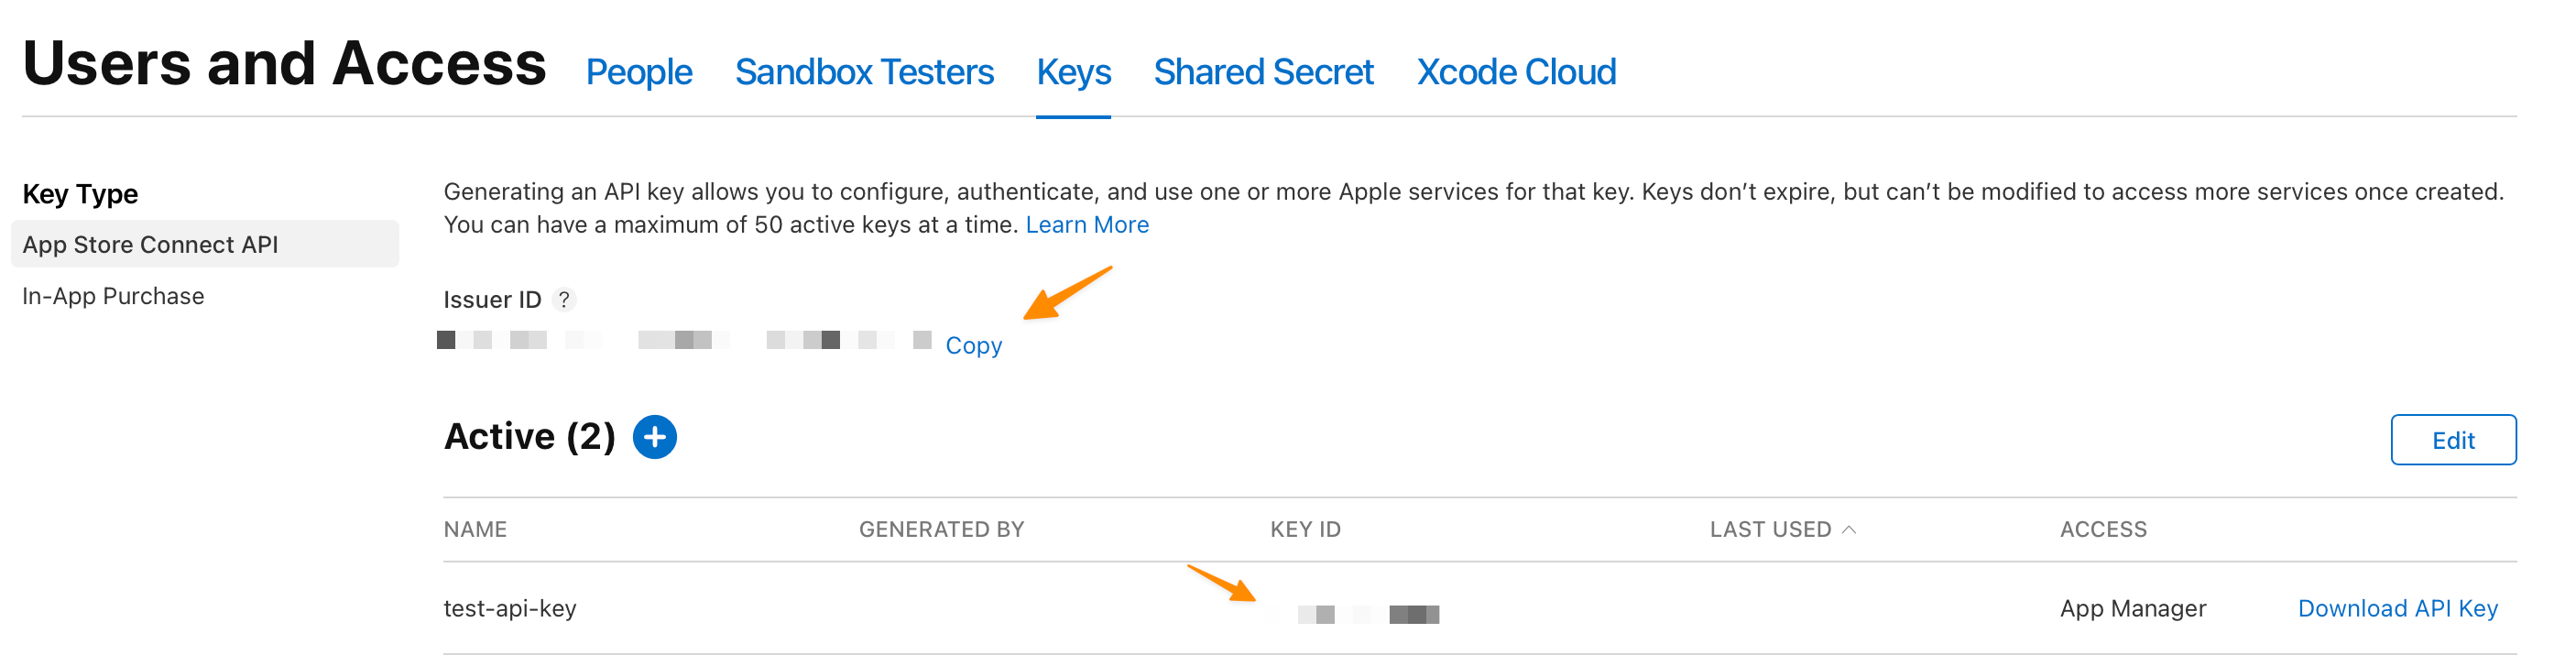 Users and Access People Sandbox Testers Keys Shared Secret Xcode Cloud
Key Type
App Store Connect API
In-App Purchase
Generating an API key allows you to configure, authenticate, and use one or more Apple services for that key. Keys don’t expire, but can’t be modified to access more services once created.
You can have a maximum of 50 active keys at a time. Learn More
Issuer ID ?
Copy
Active (2) +
Edit
NAME GENERATED BY KEY ID LAST USED ACCESS
test-api-key App Manager Download API Key